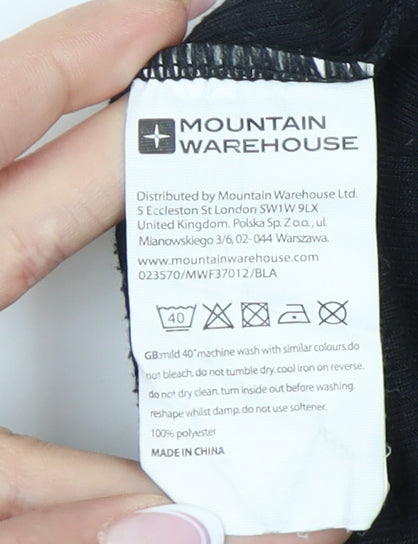 MOUNTAIN
WAREHOUSE
Distributed by Mountain Warehouse Ltd.
5 Eccleston St London SW1W 9LX
United Kingdom. Polska Sp. Z o.o., ul.
Mianowskiego 3/6, 02-044 Warszawa.
www.mountainwarehouse.com
023570/MWF37012/BLA
40
GB:mild 40°machine wash with similar colours.do
not bleach. do not tumble dry. cool iron on reverse.
do not dry clean. turn inside out before washing.
reshape whilst damp. do not use softener.
100% polyester
MADE IN CHINA